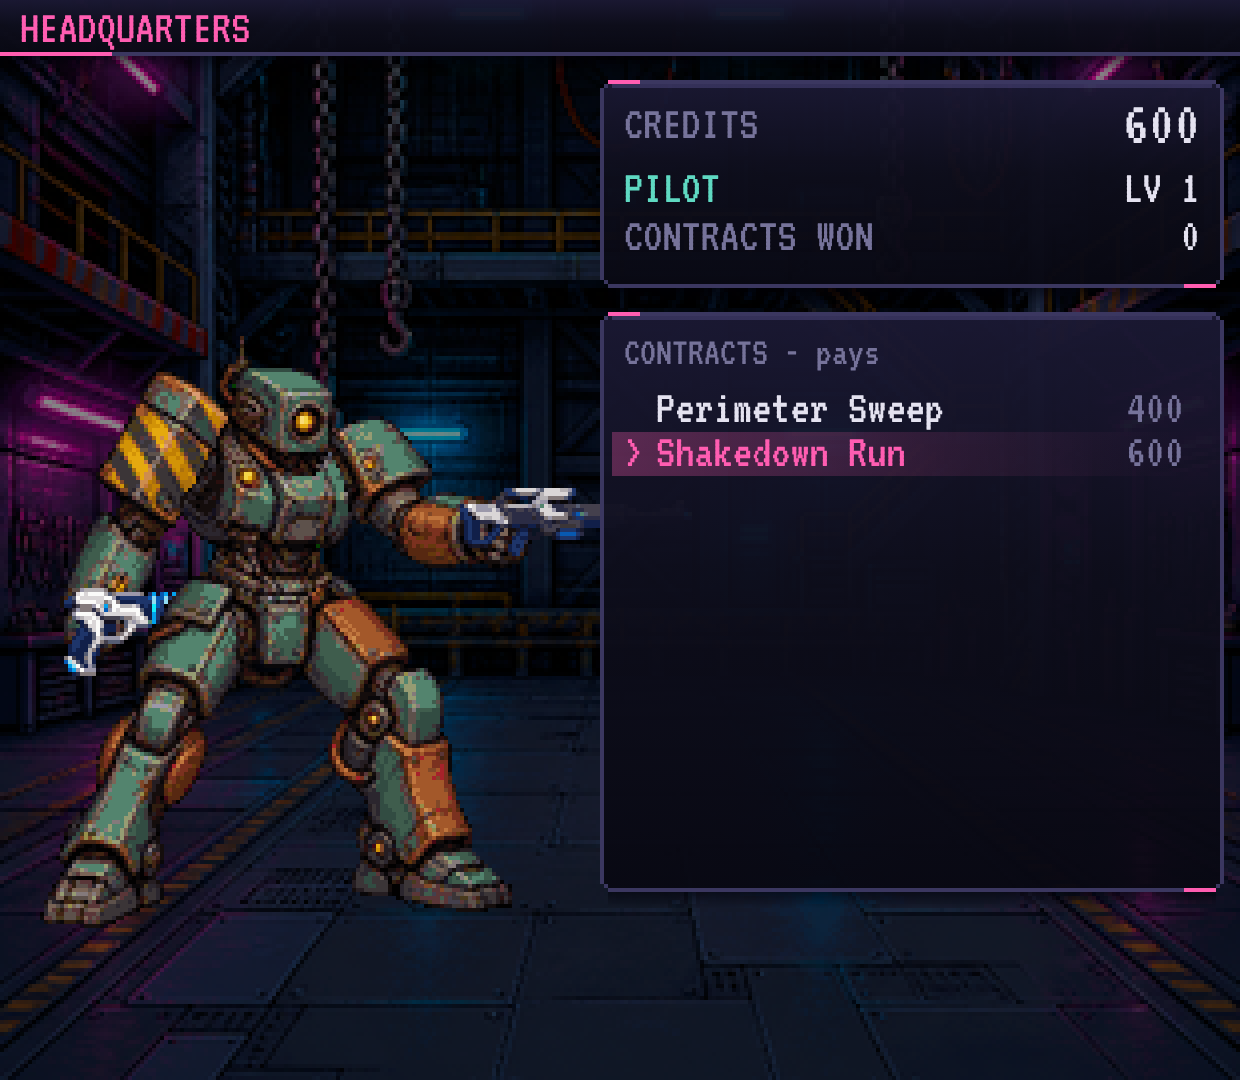 HEADQUARTERS
CREDITS 600
PILOT LV 1
CONTRACTS WON 0
CONTRACTS - pays
Perimeter Sweep 400
> Shakedown Run 600